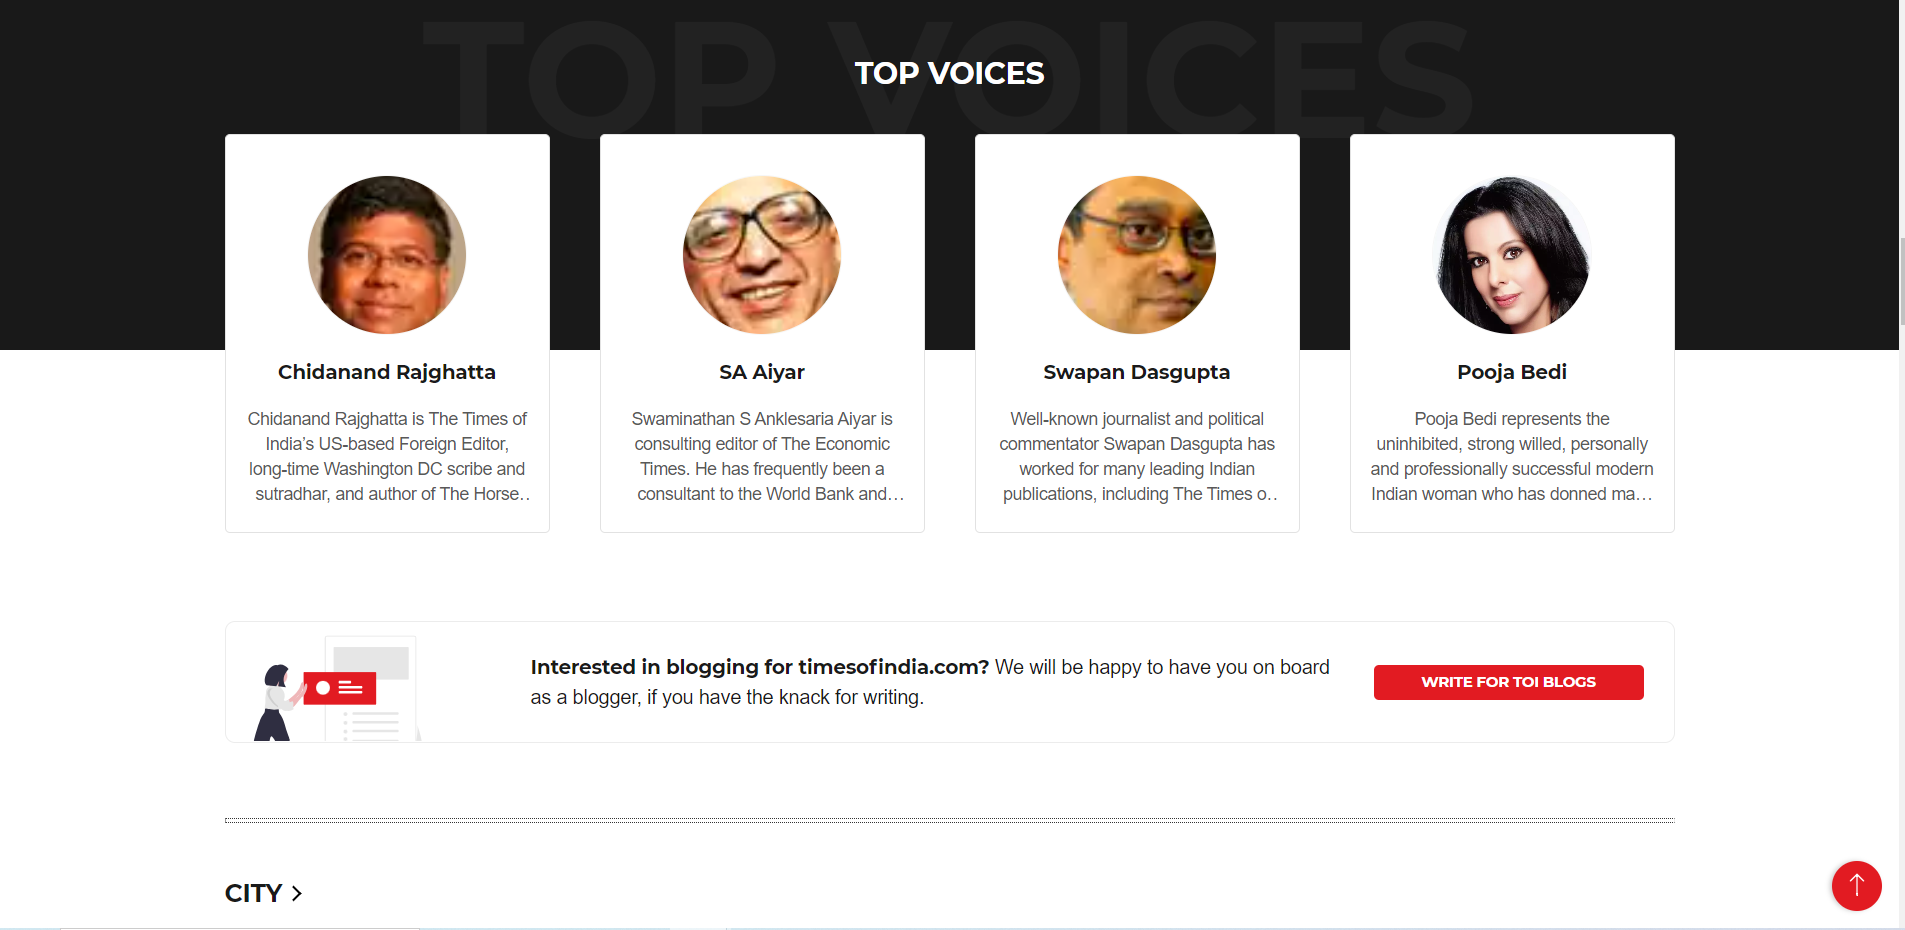 TOP VOICES
TOP VOICES
Chidanand Rajghatta
Chidanand Rajghatta is The Times of
India’s US-based Foreign Editor,
long-time Washington DC scribe and
sutradhar, and author of The Horse..
SA Aiyar
Swaminathan S Anklesaria Aiyar is
consulting editor of The Economic
Times. He has frequently been a
consultant to the World Bank and...
Swapan Dasgupta
Well-known journalist and political
commentator Swapan Dasgupta has
worked for many leading Indian
publications, including The Times o..
Pooja Bedi
Pooja Bedi represents the
uninhibited, strong willed, personally
and professionally successful modern
Indian woman who has donned ma...
Interested in blogging for timesofindia.com? We will be happy to have you on board
as a blogger, if you have the knack for writing.
WRITE FOR TOI BLOGS
CITY >